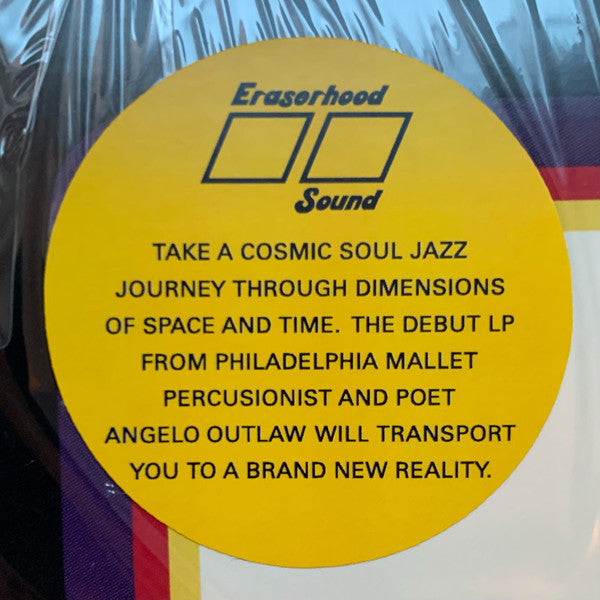 Eraserhood
Sound
TAKE A COSMIC SOUL JAZZ
JOURNEY THROUGH DIMENSIONS
OF SPACE AND TIME. THE DEBUT LP
FROM PHILADELPHIA MALLET
PERCUSIONIST AND POET
ANGELO OUTLAW WILL TRANSPORT
YOU TO A BRAND NEW REALITY.